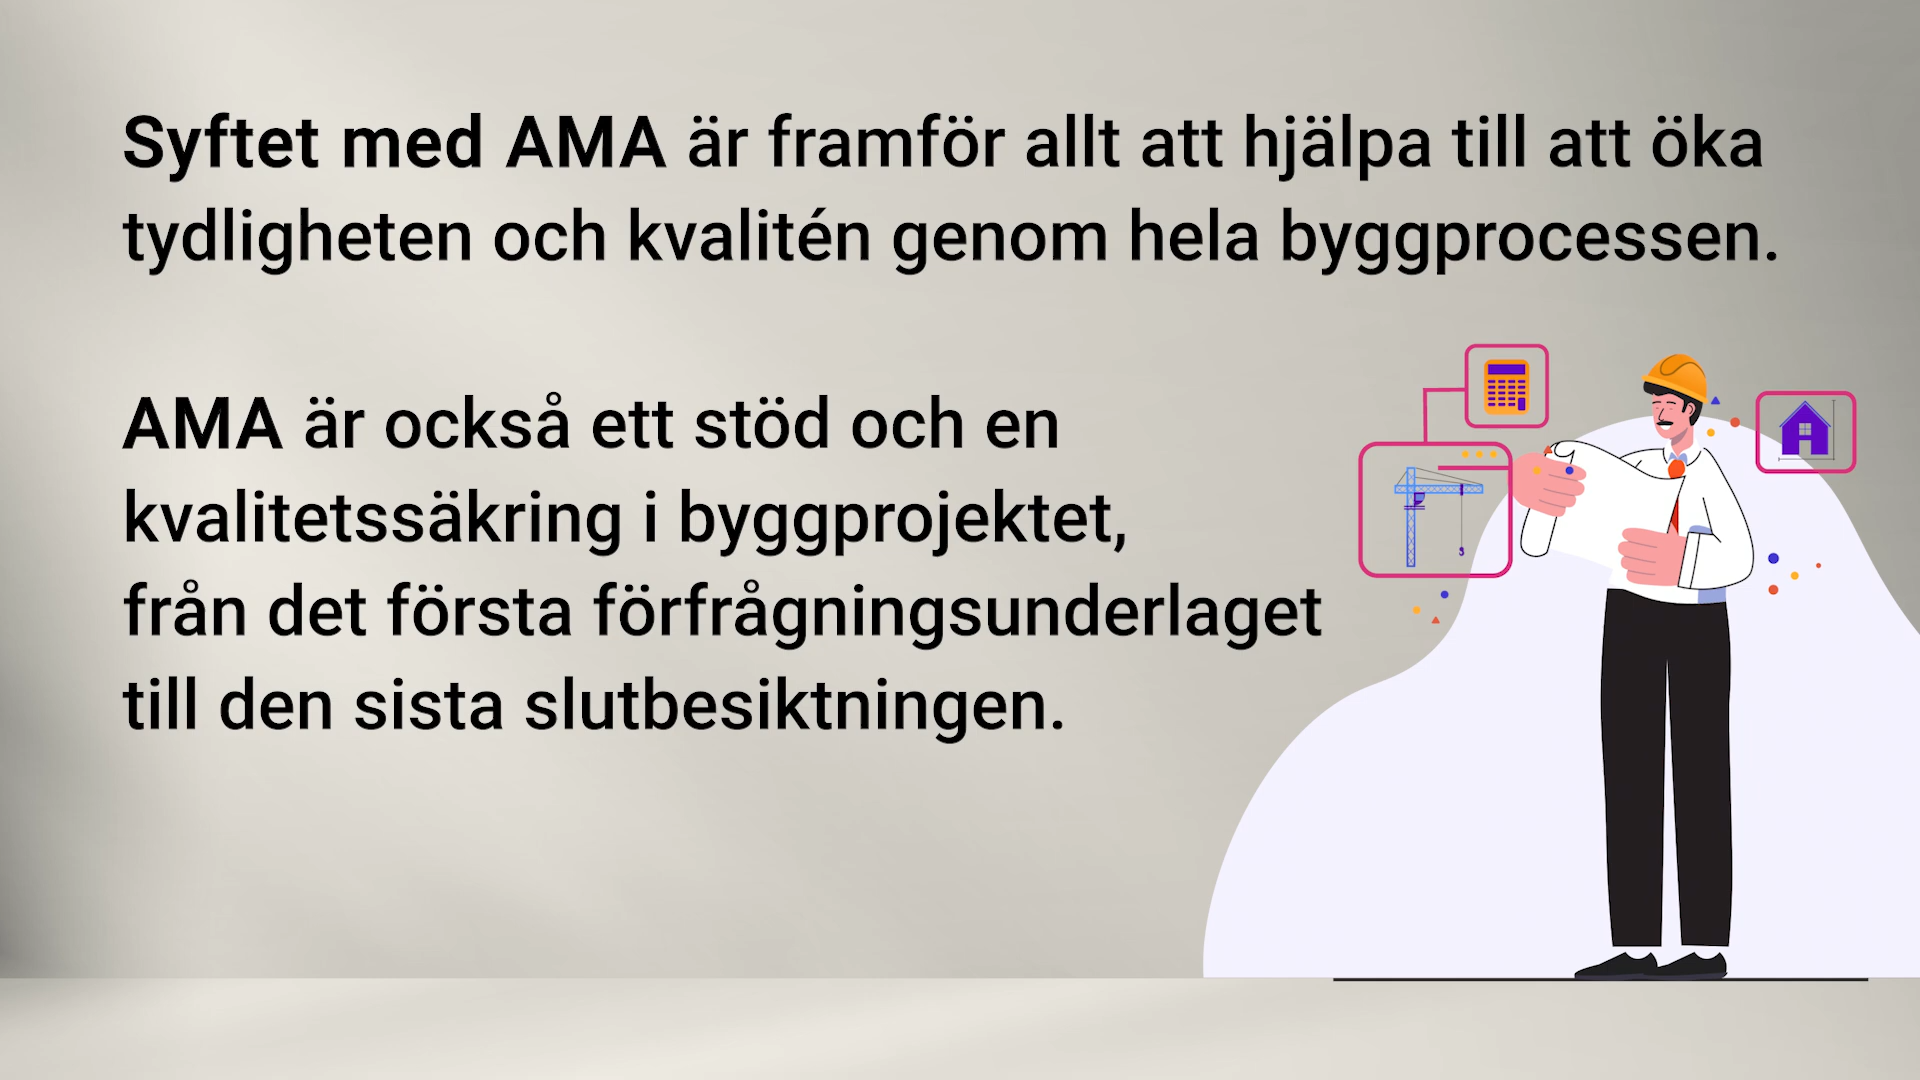 Syftet med AMA är framför allt att hjälpa till att öka
tydligheten och kvalitén genom hela byggprocessen.
AMA är också ett stöd och en
kvalitetssäkring i byggprojektet,
från det första förfrågningsunderlaget
till den sista slutbesiktningen.